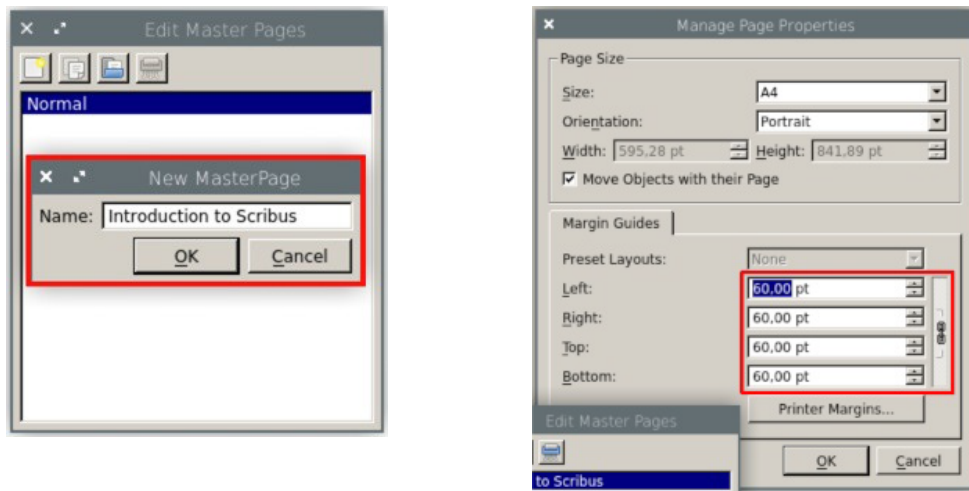 Edit Master Pages
Normal
New MasterPage
Name: Introduction to Scribus
OK Cancel
Manage Page Properties
Page Size
Size: A4
Orientation: Portrait
Width: 595,28 pt Height: 841,89 pt
Move Objects with their Page
Margin Guides
Preset Layouts: None
Left: 60,00 pt
Right: 60,00 pt
Top: 60,00 pt
Bottom: 60,00 pt
Printer Margins...
Edit Master Pages
OK Cancel
to Scribus